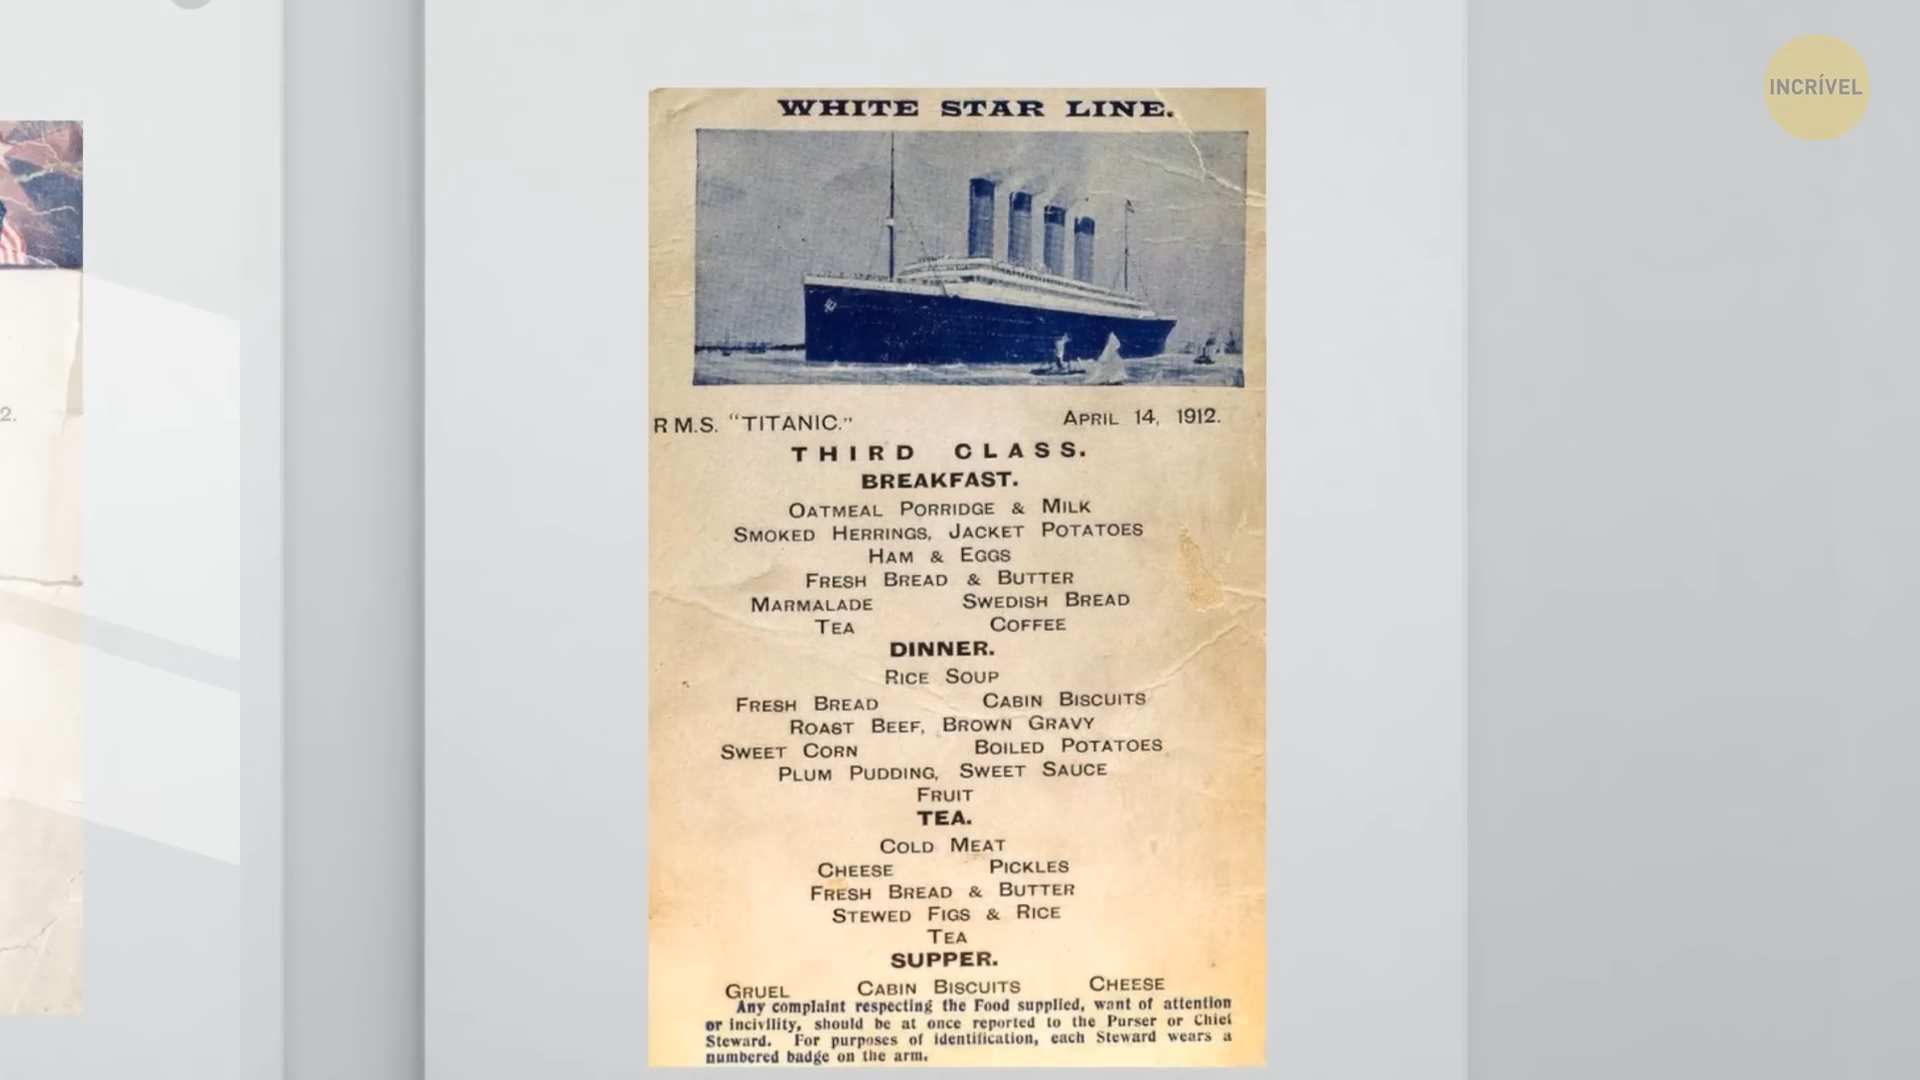 INCRÍVEL
2.
WHITE STAR LINE.
R M.S. "TITANIC." APRIL 14, 1912.
THIRD CLASS.
BREAKFAST.
OATMEAL PORRIDGE & MILK
SMOKED HERRINGS, JACKET POTATOES
HAM & EGGS
FRESH BREAD & BUTTER
MARMALADE SWEDISH BREAD
TEA COFFEE
DINNER.
RICE SOUP
FRESH BREAD CABIN BISCUITS
ROAST BEEF, BROWN GRAVY
SWEET CORN BOILED POTATOES
PLUM PUDDING, SWEET SAUCE
FRUIT
TEA.
COLD MEAT
CHEESE PICKLES
FRESH BREAD & BUTTER
STEWED FIGS & RICE
TEA
SUPPER.
GRUEL CABIN BISCUITS CHEESE
Any complaint respecting the Food supplied, want of attention
or incivility, should be at once reported to the Purser or Chief
Steward. For purposes of identification, each Steward wears a
numbered badge on the arm.